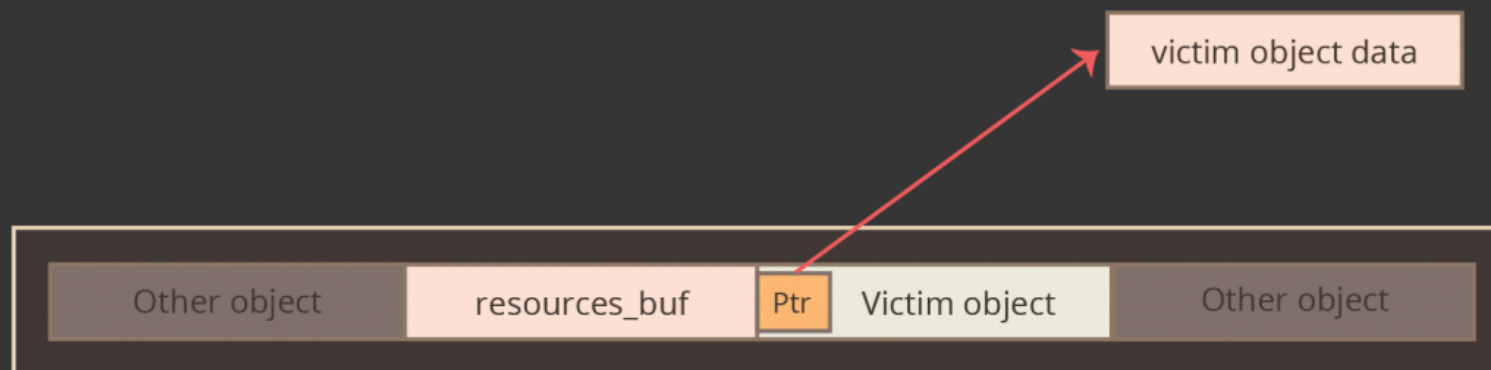 victim object data
Other object
resources_buf
Ptr
Victim object
Other object